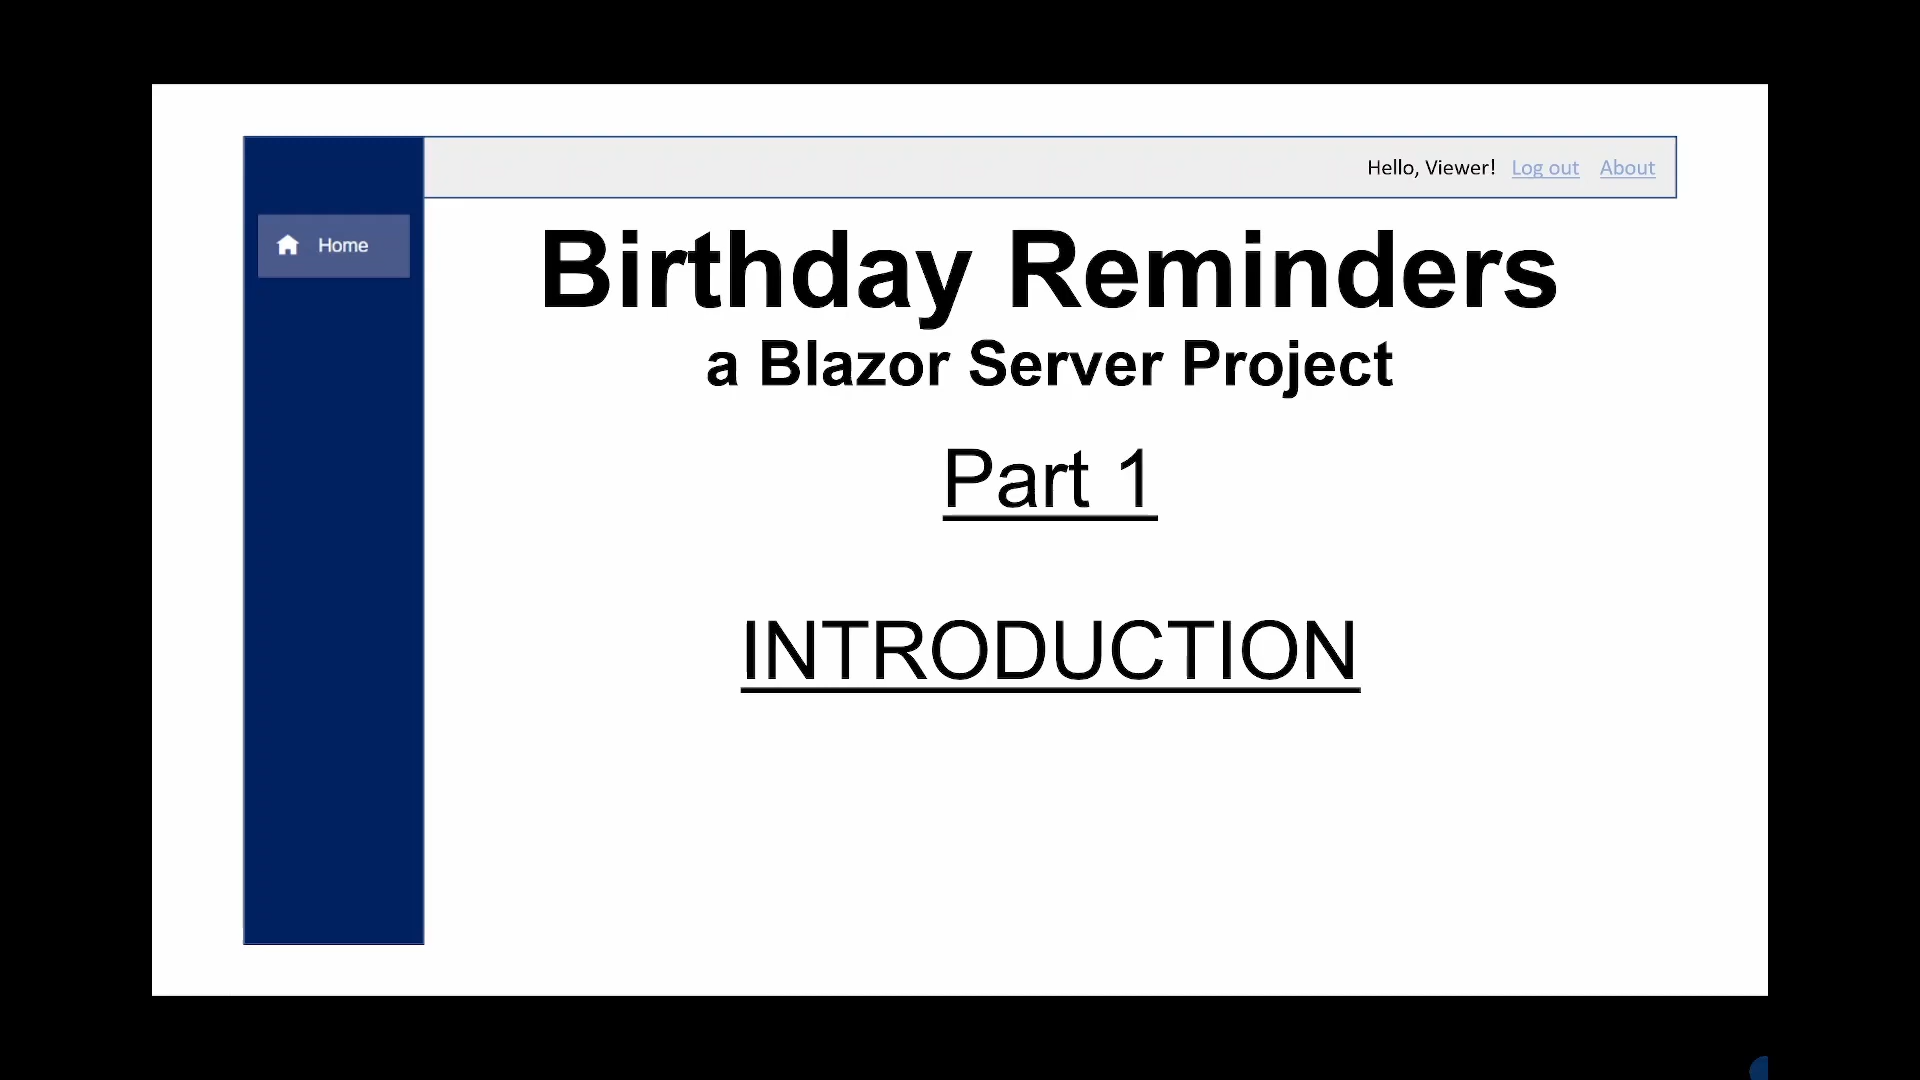 Hello, Viewer! Log out About
Home
Birthday Reminders
a Blazor Server Project
Part 1
INTRODUCTION